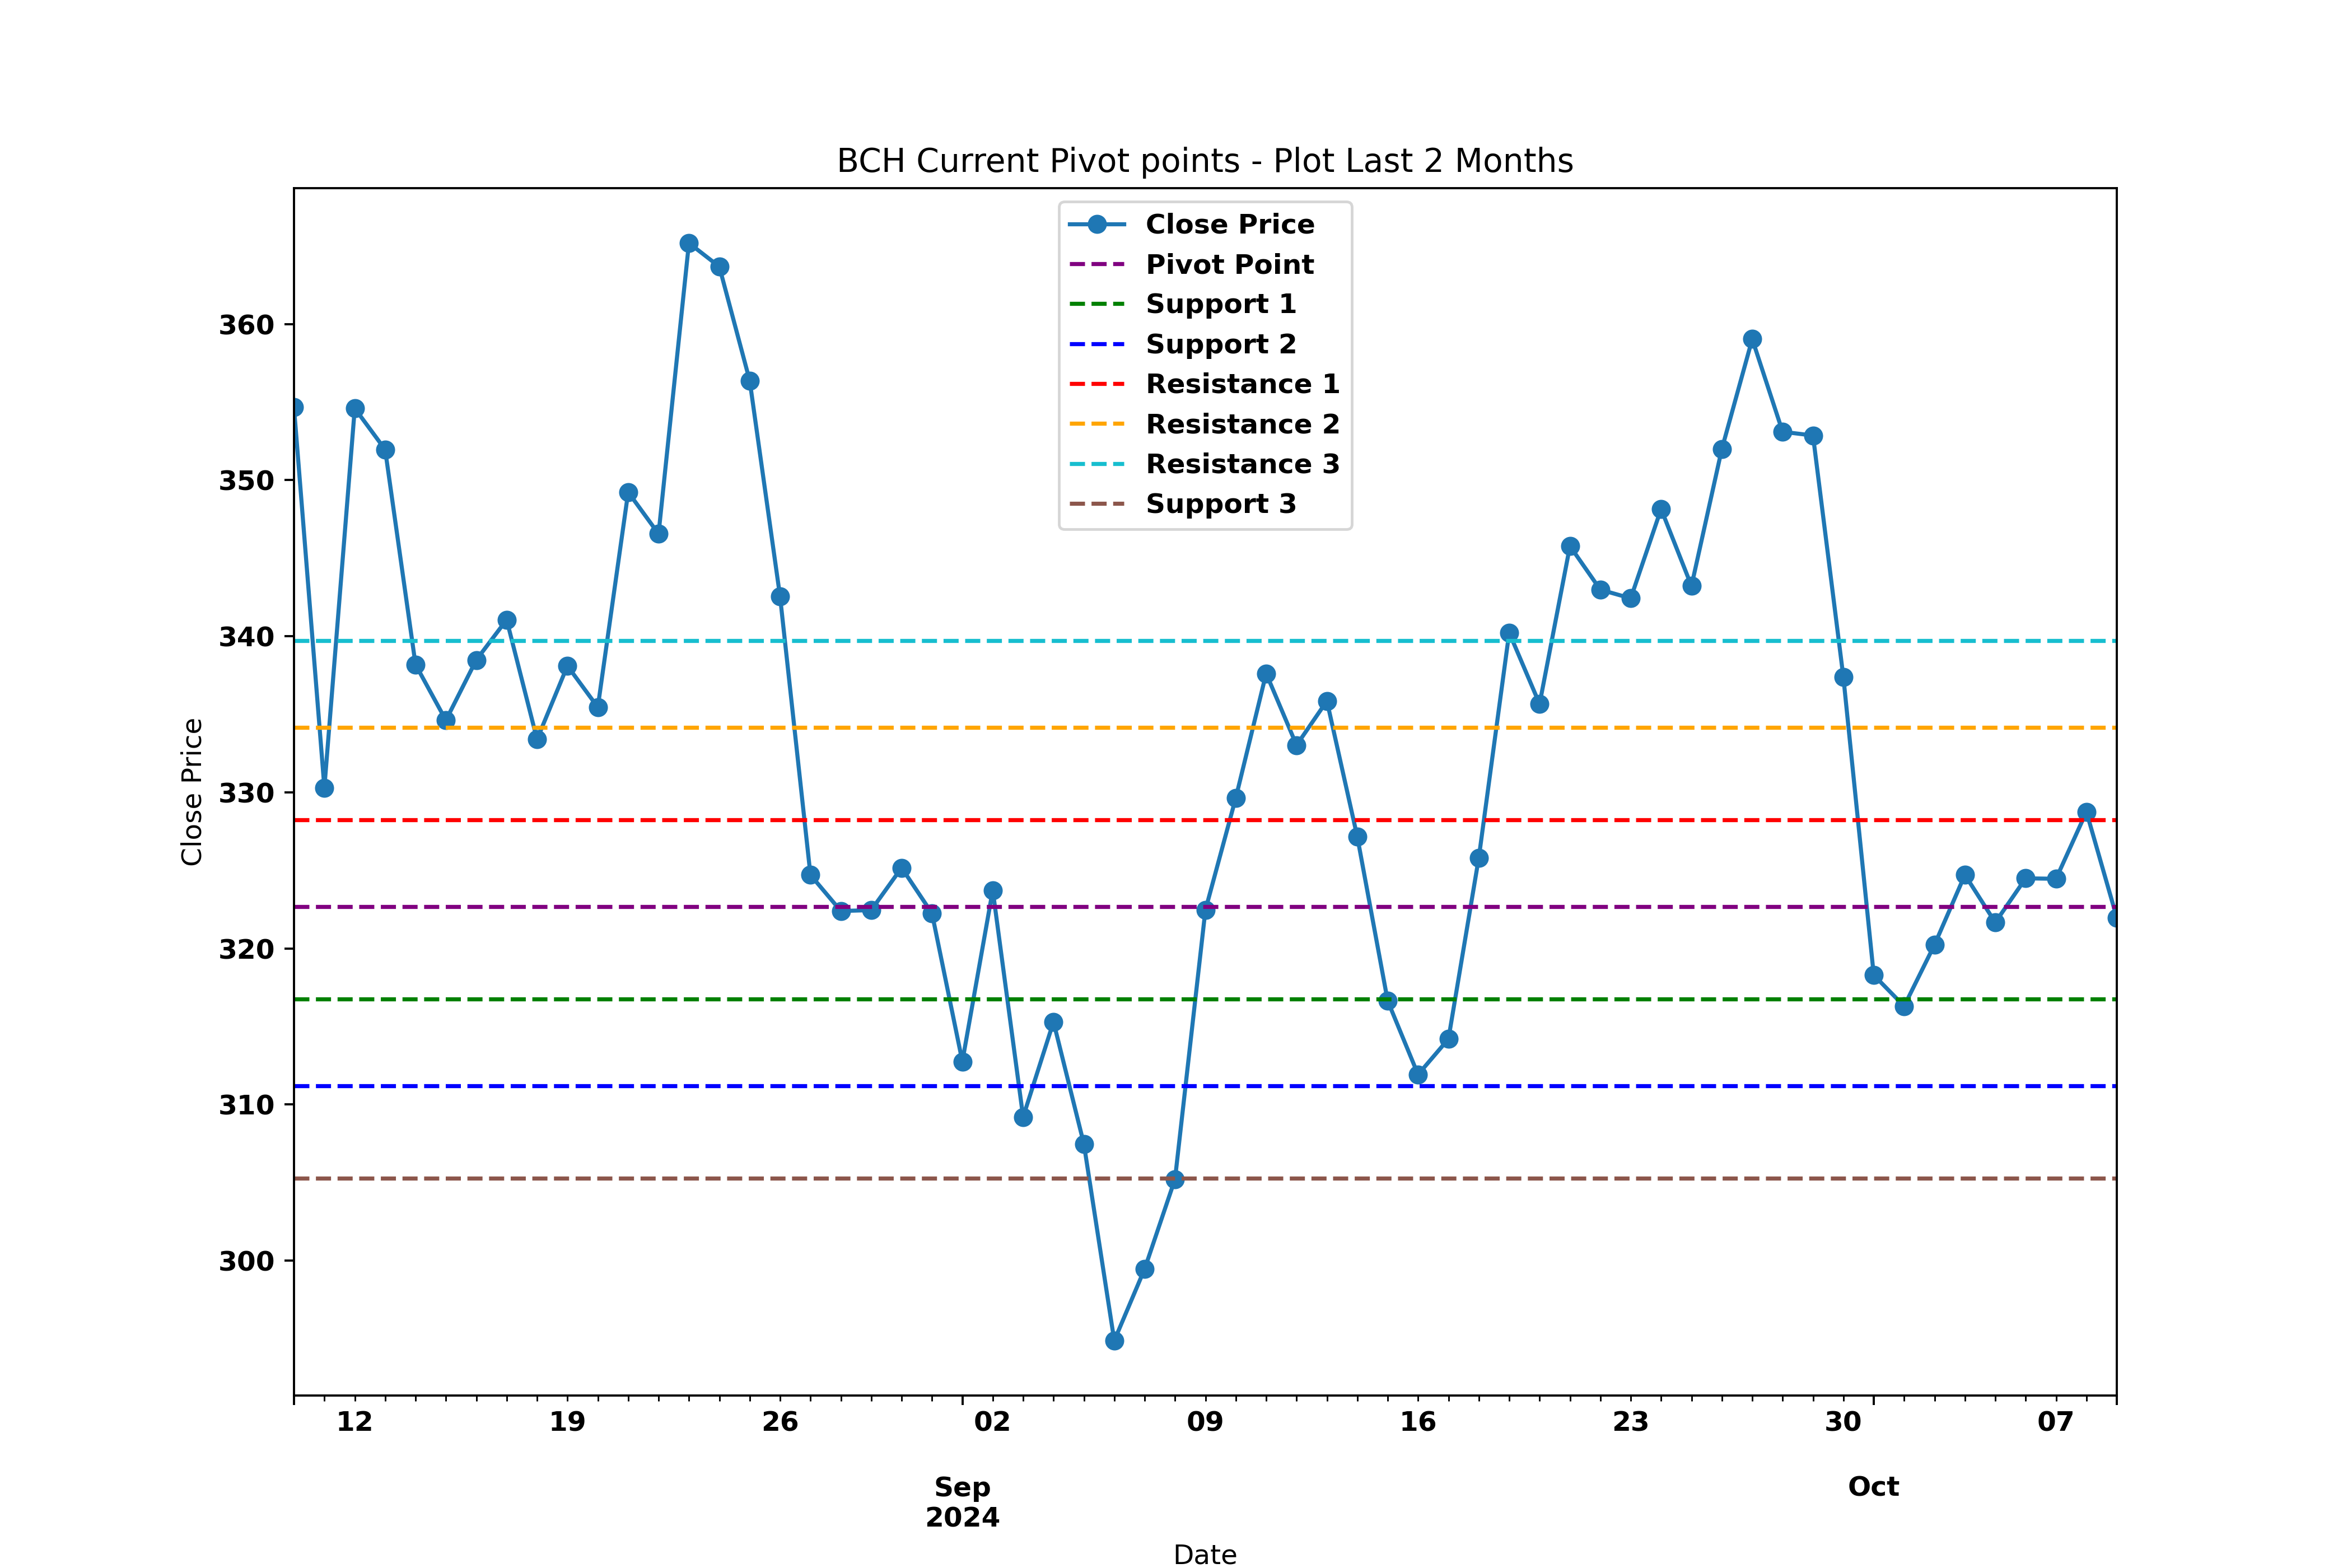 BCH Current Pivot points - Plot Last 2 Months
Close Price
Pivot Point
Support 1
Support 2
Resistance 1
Resistance 2
Resistance 3
Support 3
Close Price
360
350
340
330
320
310
300
12 19 26 02 09 16 23 30 07
Sep Oct
2024
Date